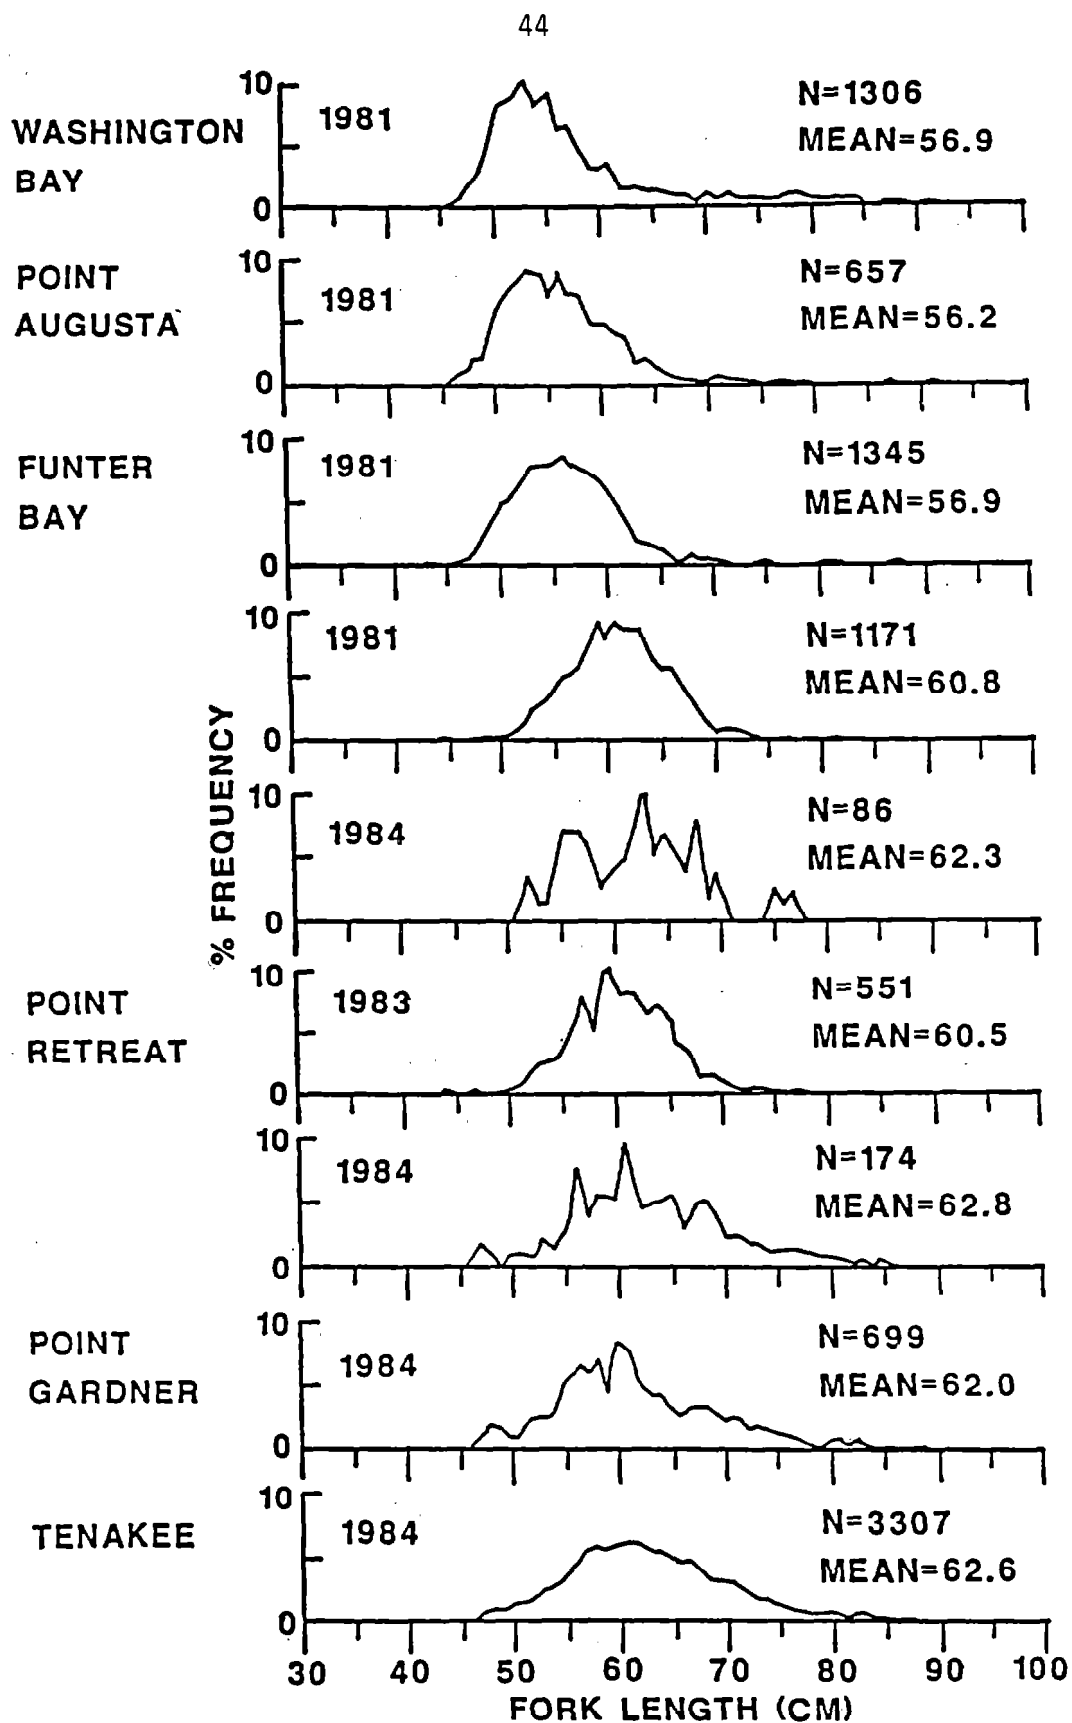 44
10
1981
N=1306
WASHINGTON
BAY
MEAN=56.9
0
10
POINT
AUGUSTA
1981
N=657
MEAN=56.2
0
10
FUNTER
BAY
1981
N=1345
MEAN=56.9
0
10
1981
N=1171
MEAN=60.8
0
% FREQUENCY
10
1984
N=86
MEAN=62.3
0
10
POINT
RETREAT
1983
N=551
MEAN=60.5
0
10
1984
N=174
MEAN=62.8
0
10
POINT
GARDNER
1984
N=699
MEAN=62.0
0
10
TENAKEE
1984
N=3307
MEAN=62.6
0
30 40 50 60 70 80 90 100
FORK LENGTH (CM)